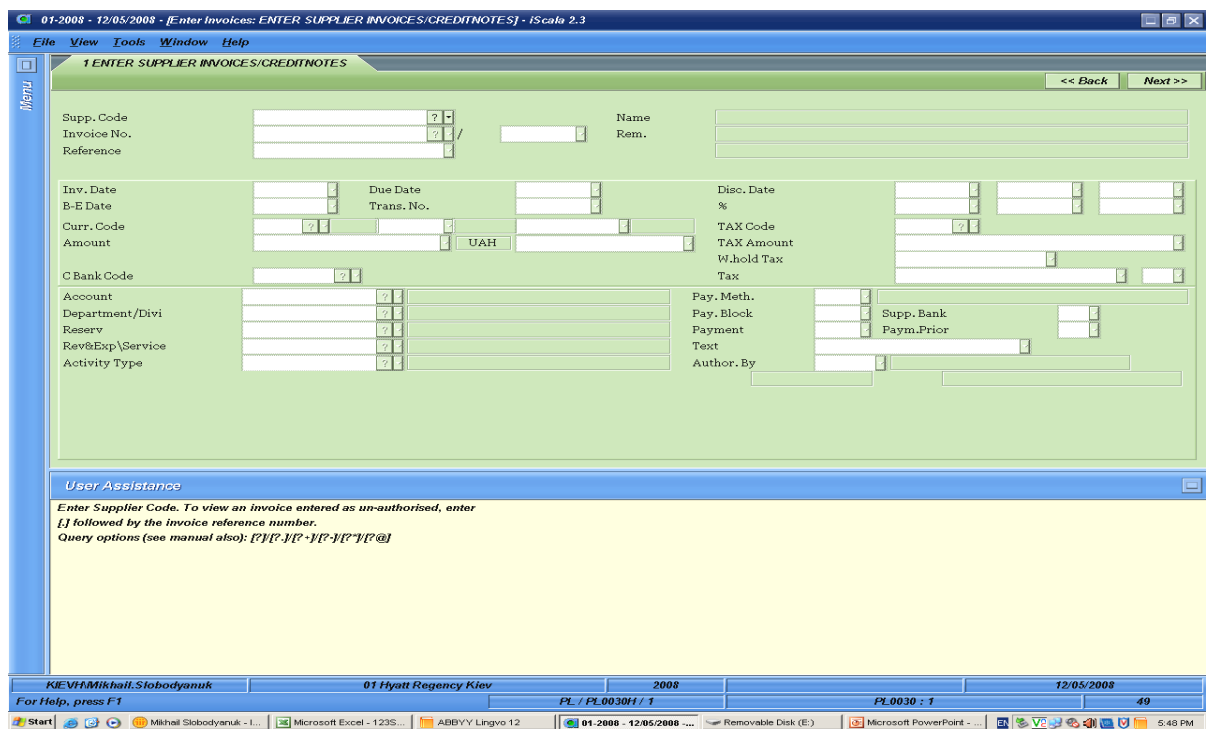 01-2008 - 12/05/2008 - [Enter Invoices: ENTER SUPPLIER INVOICES/CREDITNOTES] - iScala 2.3
File View Tools Window Help
Menu
1 ENTER SUPPLIER INVOICES/CREDITNOTES
<< Back Next >>
Supp. Code ? Name
Invoice No. ? / Rem.
Reference
Inv. Date Due Date Disc. Date
B-E Date Trans. No. %
Curr. Code ? TAX Code ?
Amount UAH TAX Amount
W.hold Tax
C Bank Code ? Tax
Account ? Pay. Meth.
Department/Divi ? Pay. Block Supp. Bank
Reserv ? Payment Paym.Prior
Rev&Exp\Service ? Text
Activity Type ? Author. By
User Assistance
Enter Supplier Code. To view an invoice entered as un-authorised, enter
[.] followed by the invoice reference number.
Query options (see manual also): [?]/[?.]/[?+]/[?-]/[?*]/[?@]
KIEVH\Mikhail.Slobodyanuk 01 Hyatt Regency Kiev 2008 12/05/2008
For Help, press F1 PL / PL0030H / 1 PL0030 : 1 49
Start Mikhail Slobodyanuk - I... Microsoft Excel - 123S... ABBYY Lingvo 12 01-2008 - 12/05/2008 -... Removable Disk (E:) Microsoft PowerPoint - ... EN 5:48 PM